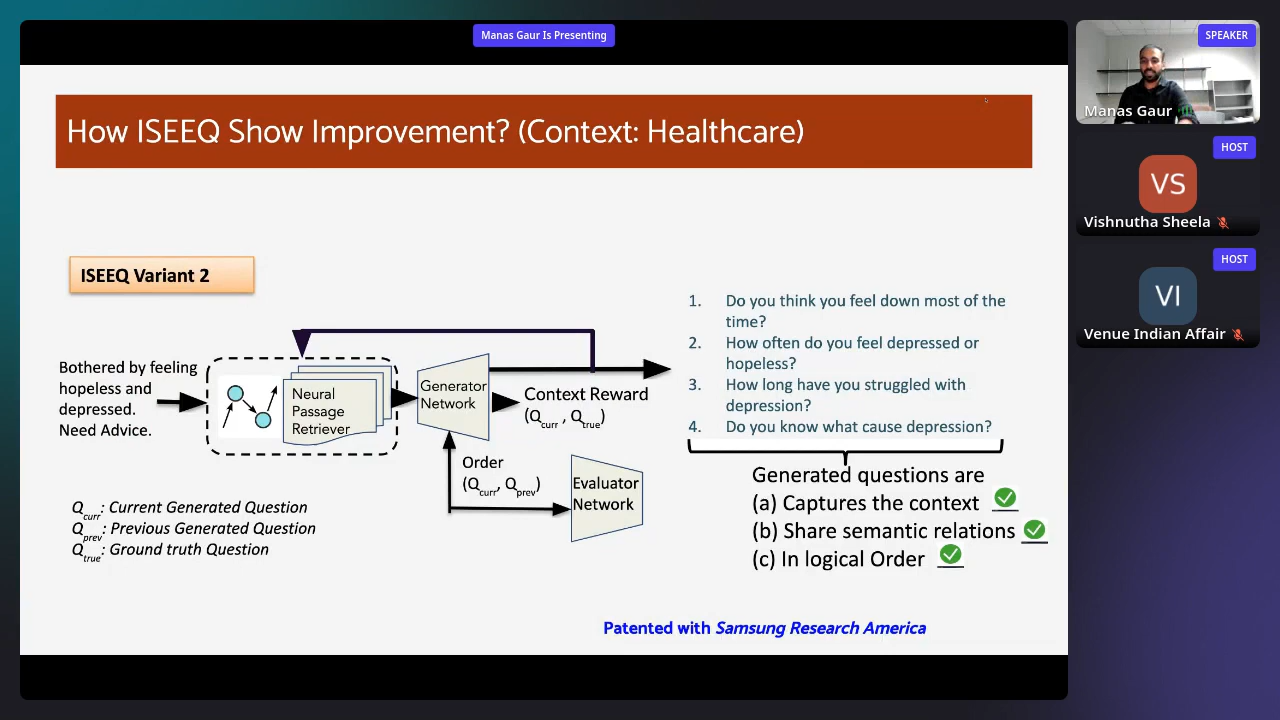 Manas Gaur Is Presenting
How ISEEQ Show Improvement? (Context: Healthcare)
ISEEQ Variant 2
Bothered by feeling
hopeless and
depressed.
Need Advice.
Neural
Passage
Retriever
Generator
Network
Context Reward
(Qcurr , Qtrue)
Order
(Qcurr, Qprev)
Evaluator
Network
Qcurr: Current Generated Question
Qprev: Previous Generated Question
Qtrue: Ground truth Question
1. Do you think you feel down most of the
time?
2. How often do you feel depressed or
hopeless?
3. How long have you struggled with
depression?
4. Do you know what cause depression?
Generated questions are
(a) Captures the context
(b) Share semantic relations
(c) In logical Order
Patented with Samsung Research America
SPEAKER
Manas Gaur
HOST
VS
Vishnutha Sheela
HOST
VI
Venue Indian Affair